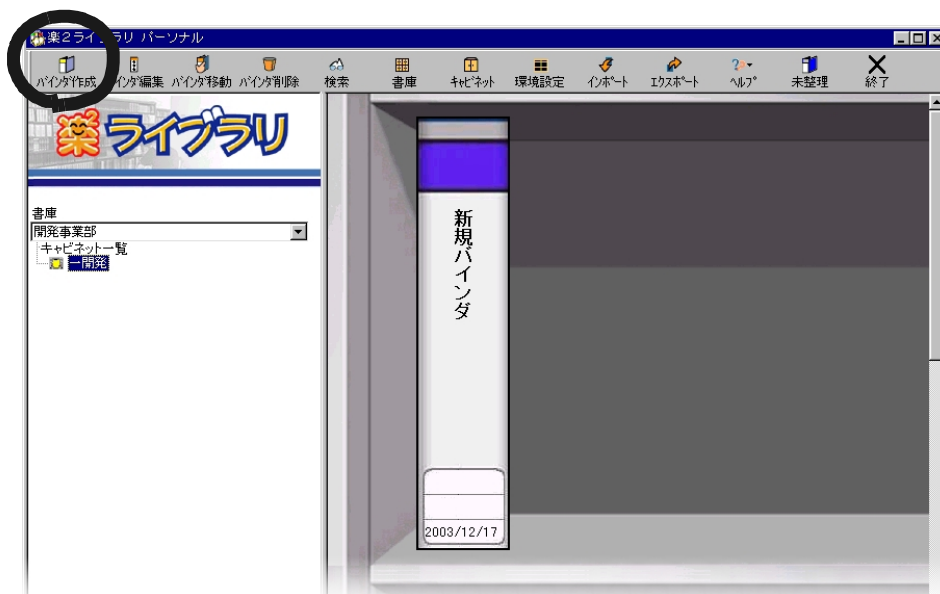 楽2ライブラリ パーソナル
バインダ作成 バインダ編集 バインダ移動 バインダ削除 検索 書庫 キャビネット 環境設定 インポート エクスポート ヘルプ 未整理 終了
楽ライブラリ
書庫
開発事業部
キャビネット一覧
一開発
新規バインダ
2003/12/17